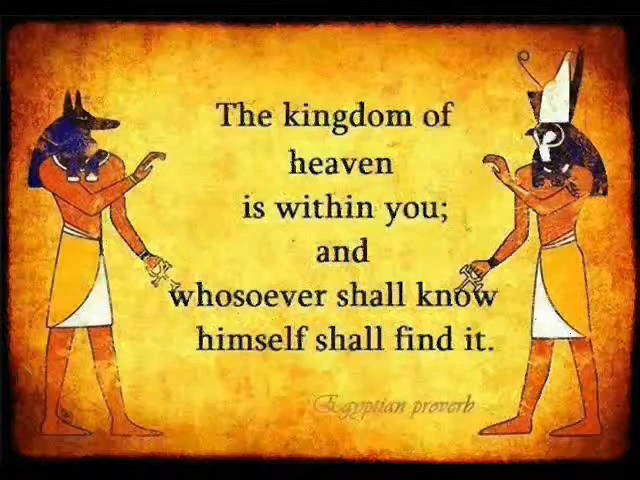 The kingdom of
heaven
is within you;
and
whosoever shall know
himself shall find it.
Egyptian proverb